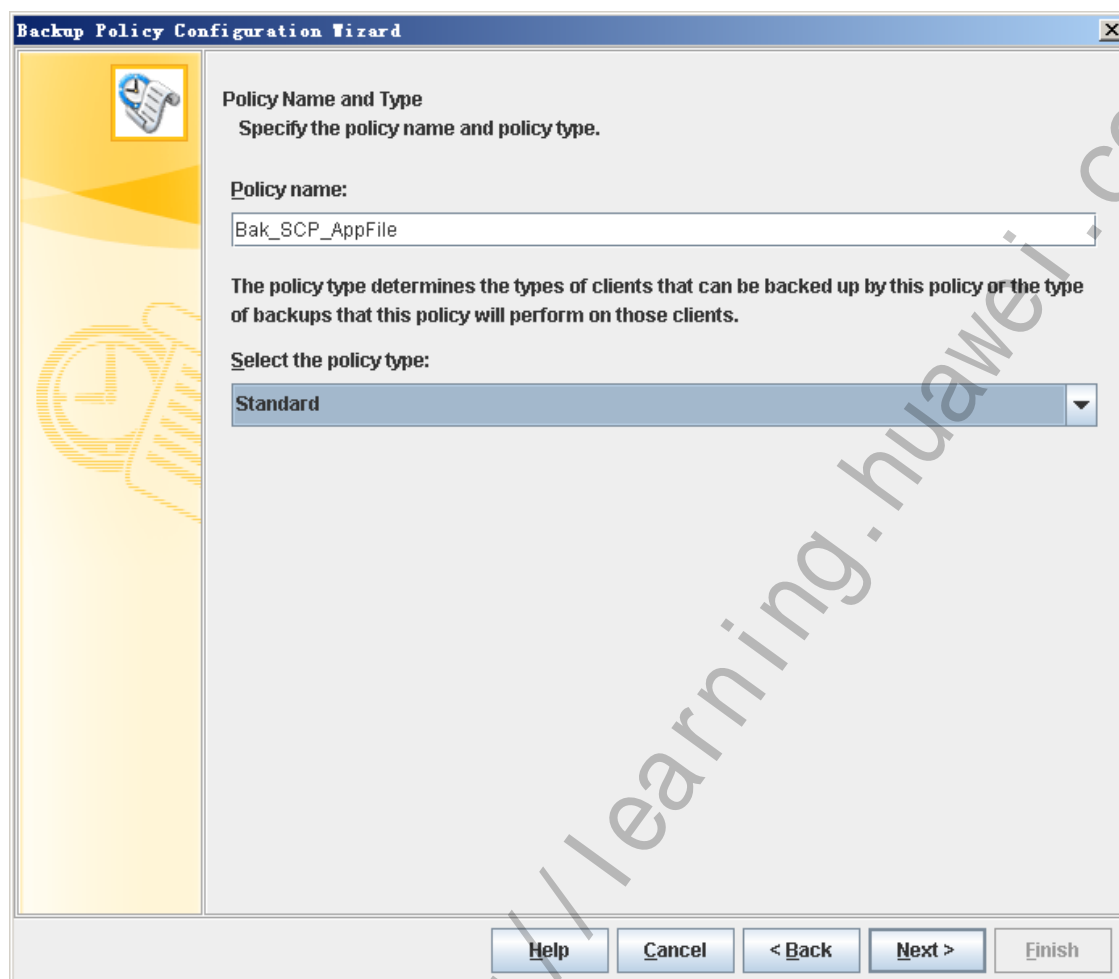 Backup Policy Configuration Wizard
Policy Name and Type
Specify the policy name and policy type.
Policy name:
Bak_SCP_AppFile
The policy type determines the types of clients that can be backed up by this policy or the type
of backups that this policy will perform on those clients.
Select the policy type:
Standard
Help Cancel < Back Next > Finish
//learning.huawei.c